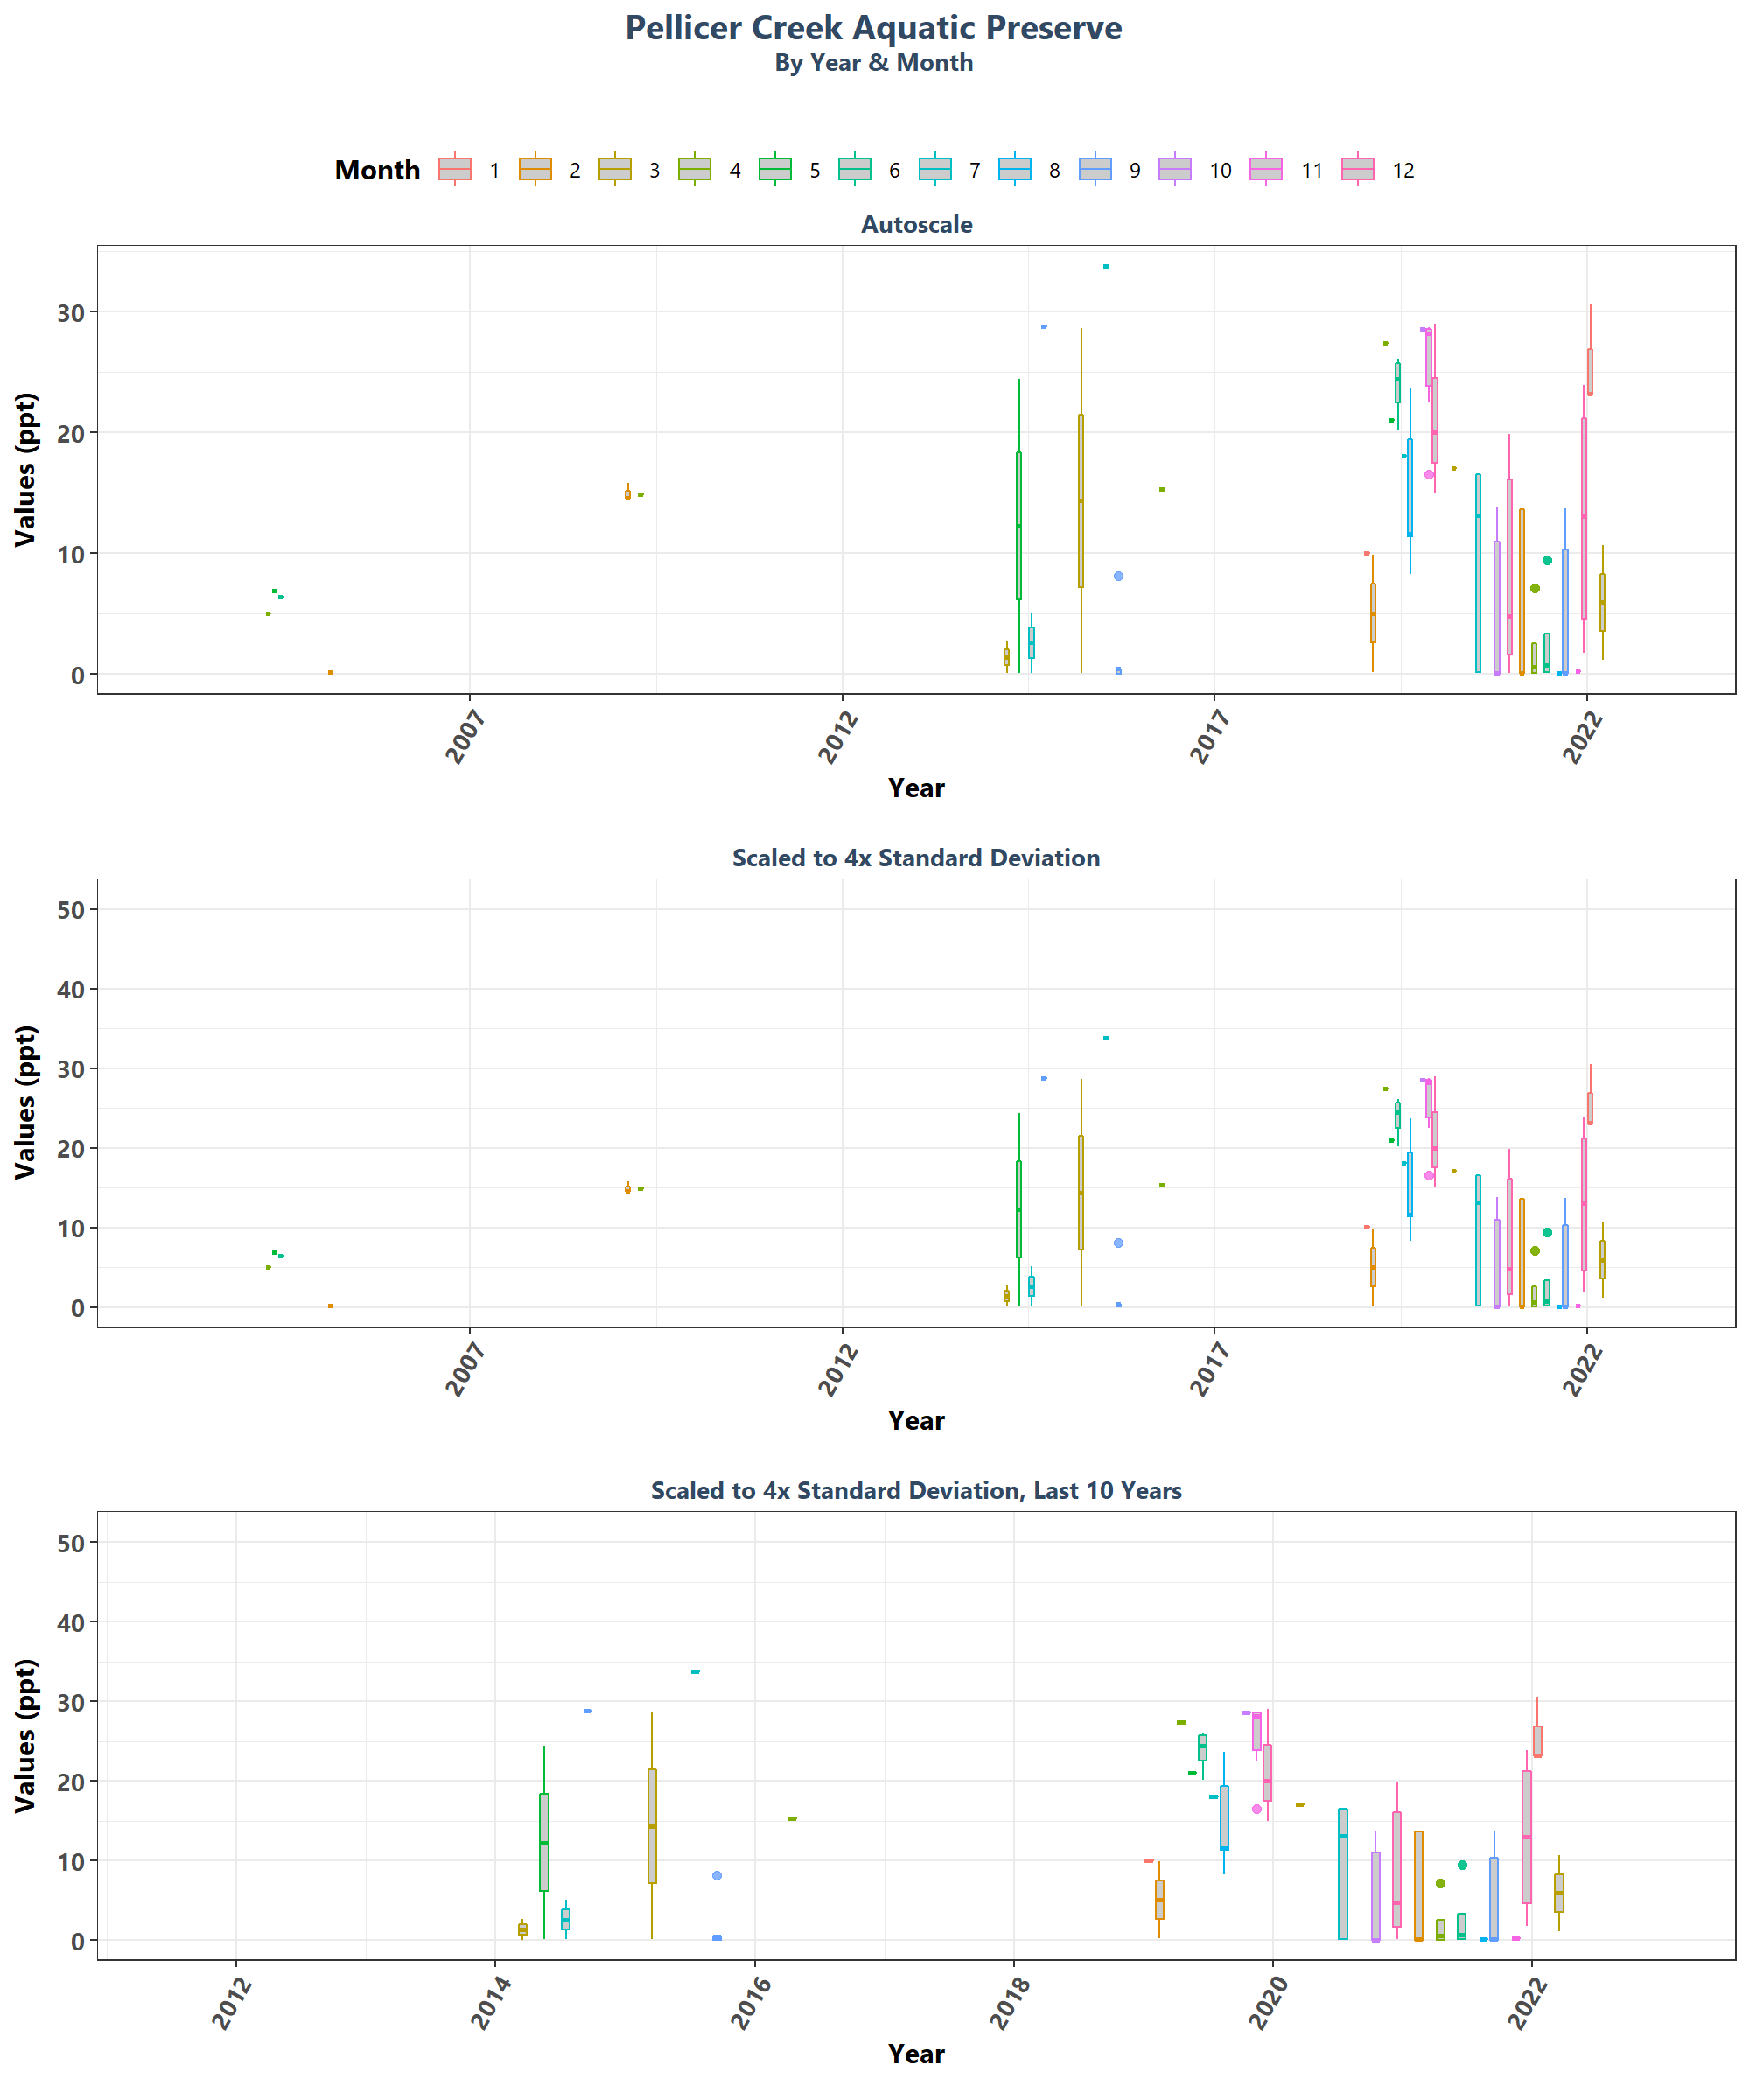 Pellicer Creek Aquatic Preserve
By Year & Month
Month 1 2 3 4 5 6 7 8 9 10 11 12
Autoscale
Values (ppt)
30
20
10
0
2007 2012 2017 2022
Year
Scaled to 4x Standard Deviation
Values (ppt)
50
40
30
20
10
0
2007 2012 2017 2022
Year
Scaled to 4x Standard Deviation, Last 10 Years
Values (ppt)
50
40
30
20
10
0
2012 2014 2016 2018 2020 2022
Year